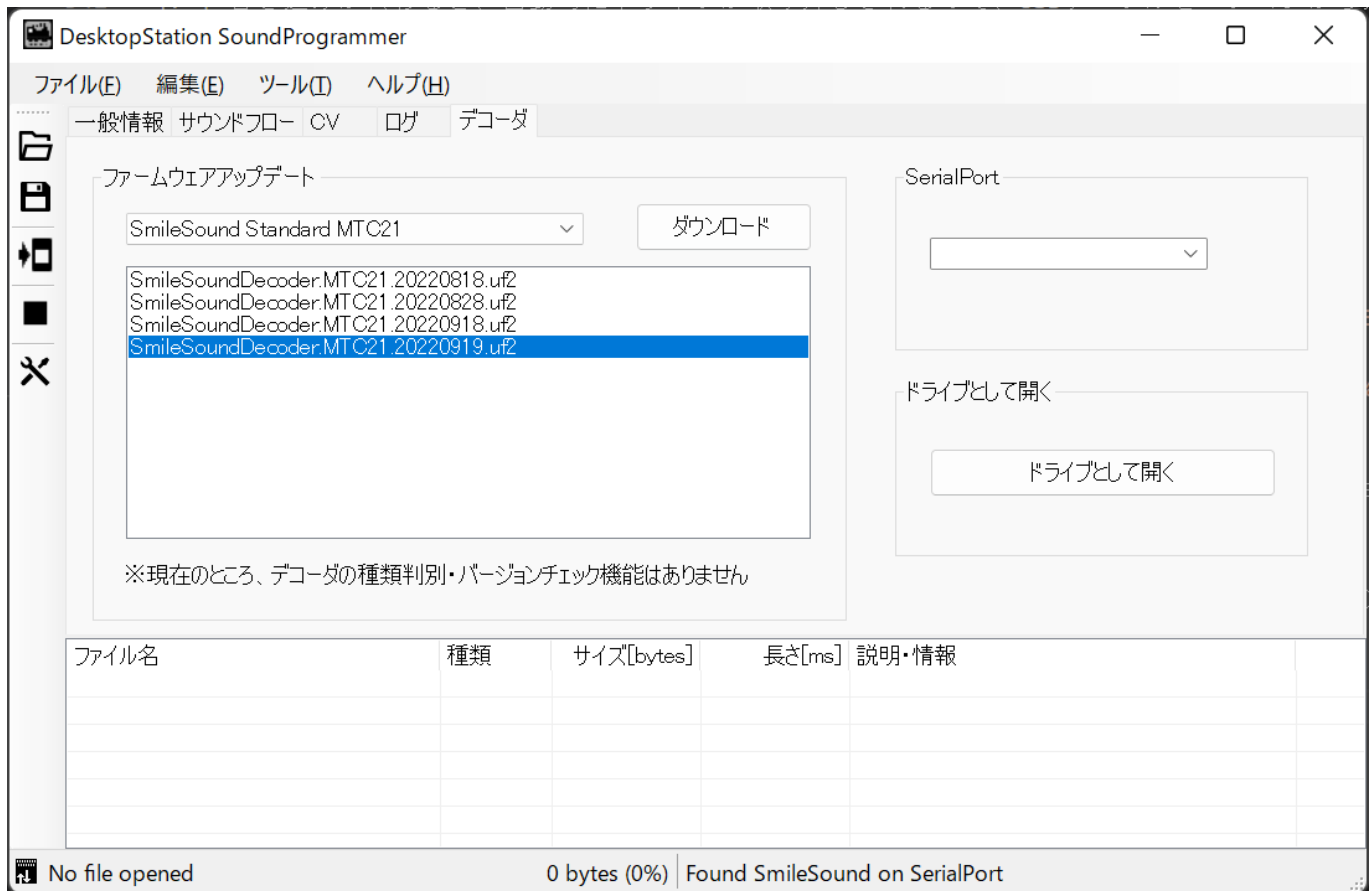 DesktopStation SoundProgrammer
ファイル(F) 編集(E) ツール(T) ヘルプ(H)
一般情報 サウンドフロー CV ログ デコーダ
ファームウェアアップデート
SmileSound Standard MTC21
ダウンロード
SmileSoundDecoder.MTC21.20220818.uf2
SmileSoundDecoder.MTC21.20220828.uf2
SmileSoundDecoder.MTC21.20220918.uf2
SmileSoundDecoder.MTC21.20220919.uf2
※現在のところ、デコーダの種類判別・バージョンチェック機能はありません
SerialPort
ドライブとして開く
ドライブとして開く
ファイル名 種類 サイズ[bytes] 長さ[ms] 説明・情報
No file opened 0 bytes (0%) Found SmileSound on SerialPort